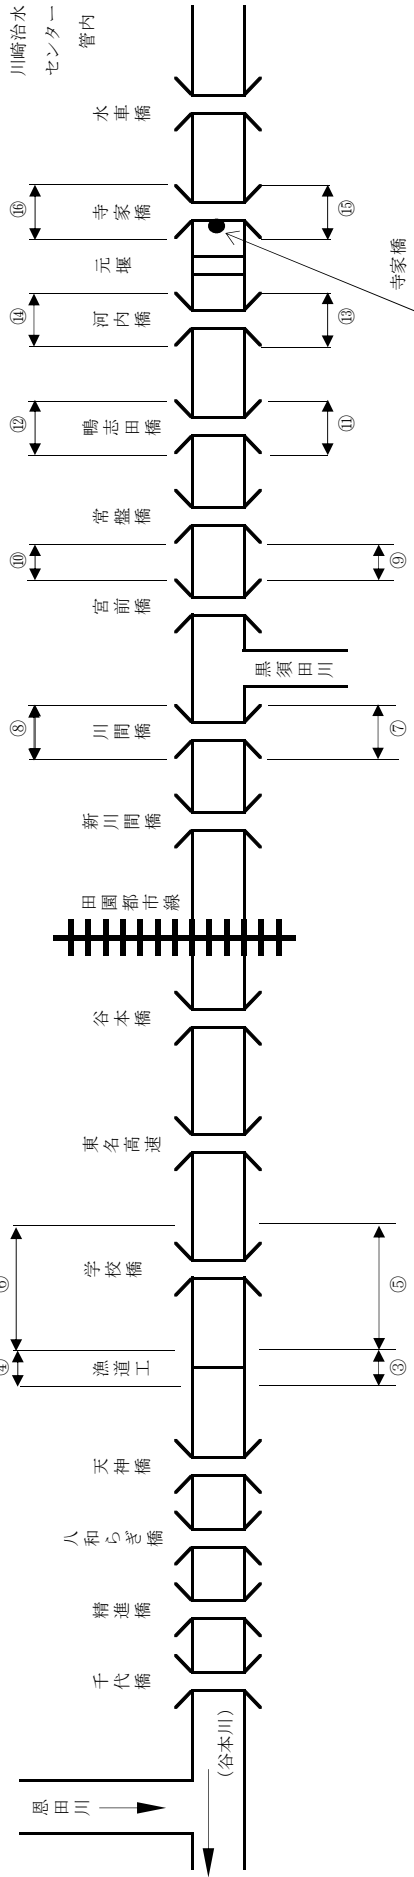 川崎治水
センター
管内
水車橋
⑯
寺家橋
⑮
元堰
寺家橋
⑭
河内橋
⑬
⑫
鴨志田橋
⑪
常盤橋
⑩
⑨
宮前橋
黒須田川
⑧
川間橋
⑦
新川間橋
田園都市線
谷本橋
東名高速
⑥
学校橋
⑤
④
漁道工
③
天神橋
八和らぎ橋
精進橋
千代橋
(谷本川)
恩田川